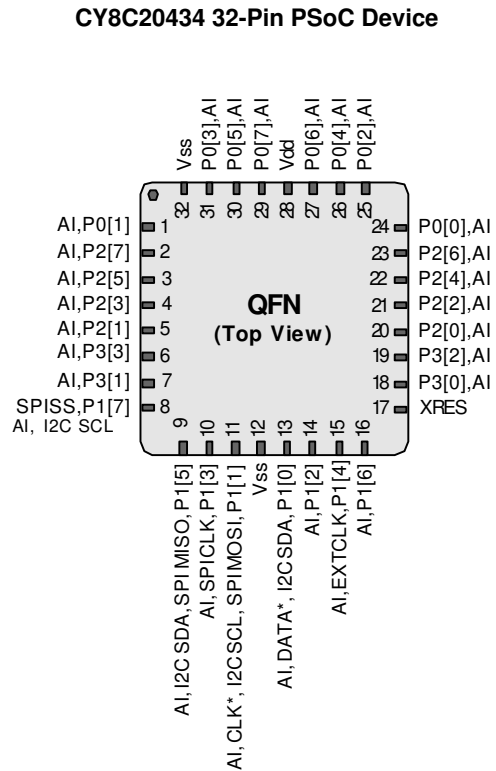 CY8C20434 32-Pin PSoC Device
Vss
P0[3],AI
P0[5],AI
P0[7],AI
Vdd
P0[6],AI
P0[4],AI
P0[2],AI
32
31
30
29
28
27
26
25
AI,P0[1] 1
AI,P2[7] 2
AI,P2[5] 3
AI,P2[3] 4
AI,P2[1] 5
AI,P3[3] 6
AI,P3[1] 7
SPISS,P1[7] 8
AI, I2C SCL
QFN
(Top View)
24 P0[0],AI
23 P2[6],AI
22 P2[4],AI
21 P2[2],AI
20 P2[0],AI
19 P3[2],AI
18 P3[0],AI
17 XRES
9
10
11
12
13
14
15
16
AI,I2C SDA,SPIMISO,P1[5]
AI,SPICLK,P1[3]
AI,CLK*,I2CSCL,SPIMOSI,P1[1]
Vss
AI,DATA*,I2CSDA,P1[0]
AI,P1[2]
AI,EXTCLK,P1[4]
AI,P1[6]